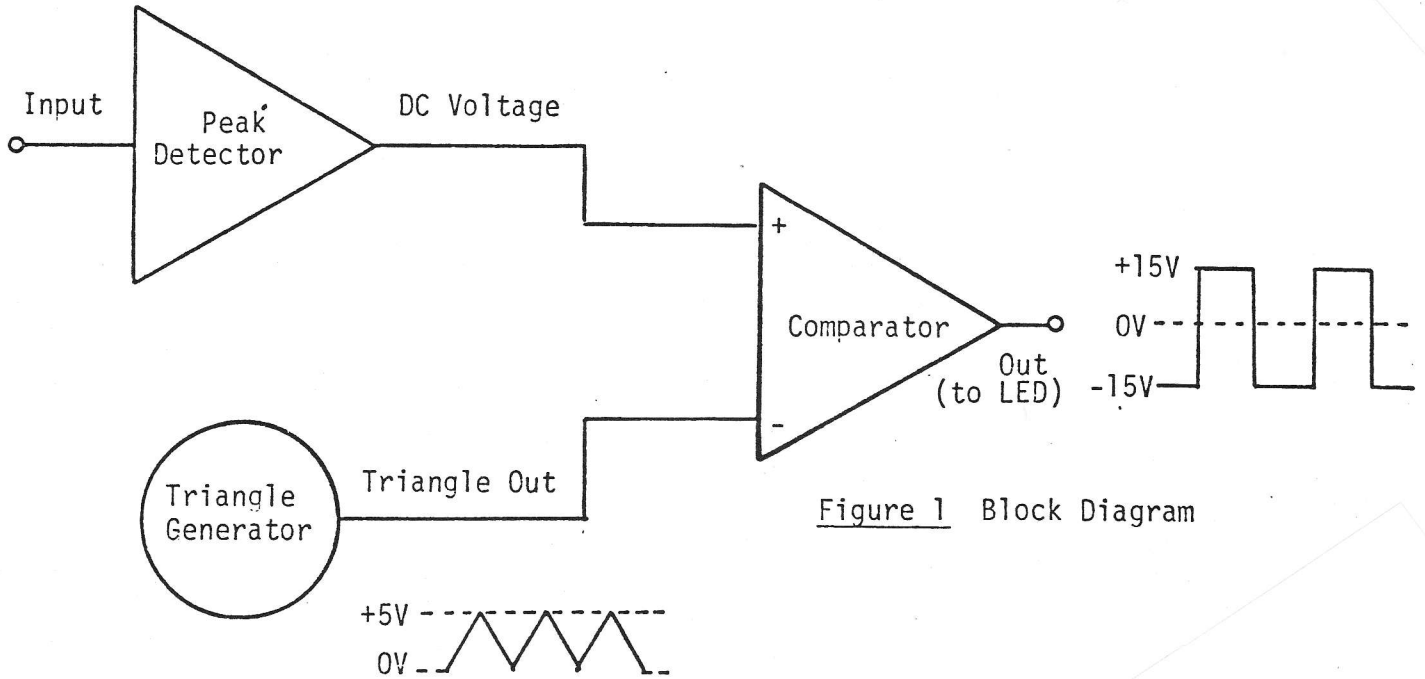 Input
Peak
Detector
DC Voltage
+
Comparator
-
Out
(to LED)
+15V
0V
-15V
Triangle
Generator
Triangle Out
+5V
0V
Figure 1 Block Diagram